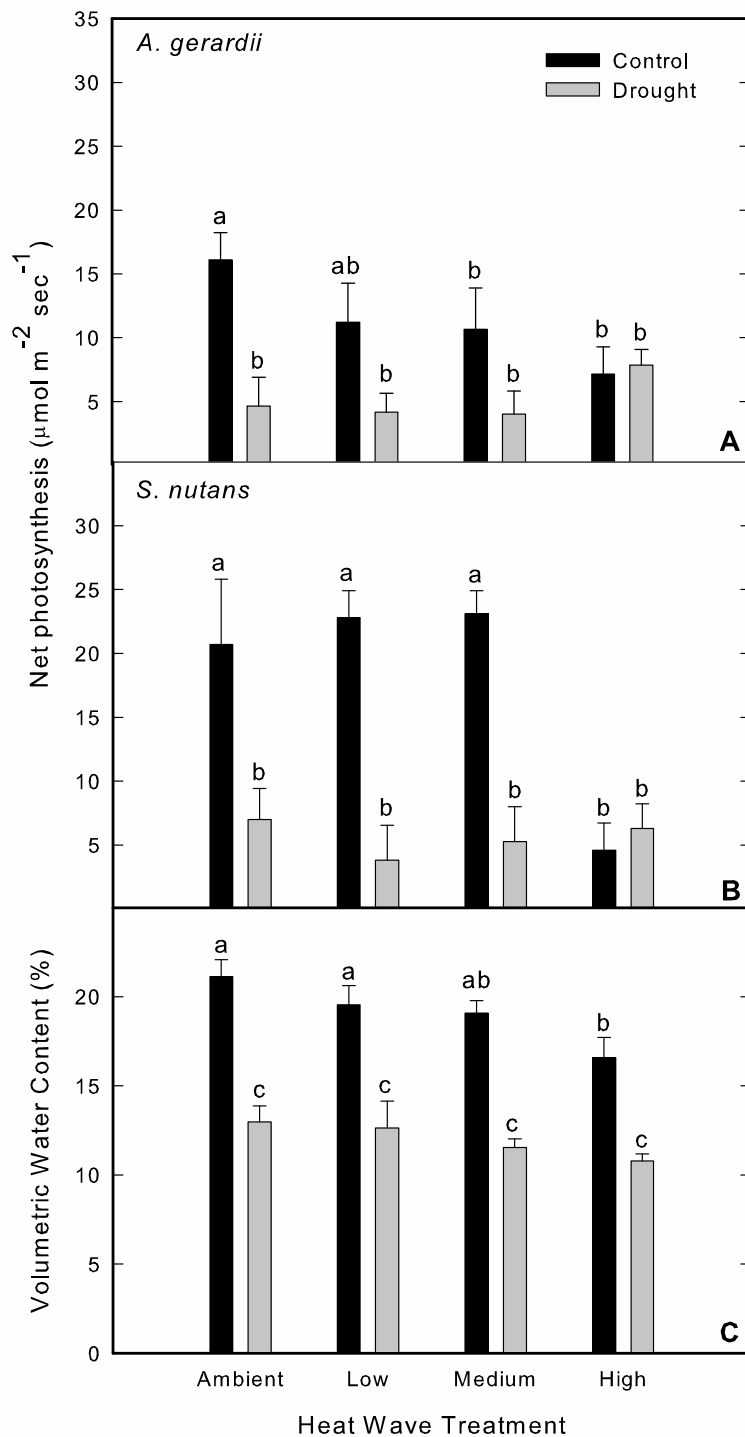 35
A. gerardii
Control
Drought
30
25
20
15
10
5
a
b
ab
b
b
b
b
b
A
Net photosynthesis (μmol m⁻² sec⁻¹)
S. nutans
30
25
20
15
10
5
a
b
a
b
a
b
b
b
B
Volumetric Water Content (%)
20
15
10
5
0
a
c
a
c
ab
c
b
c
C
Ambient Low Medium High
Heat Wave Treatment